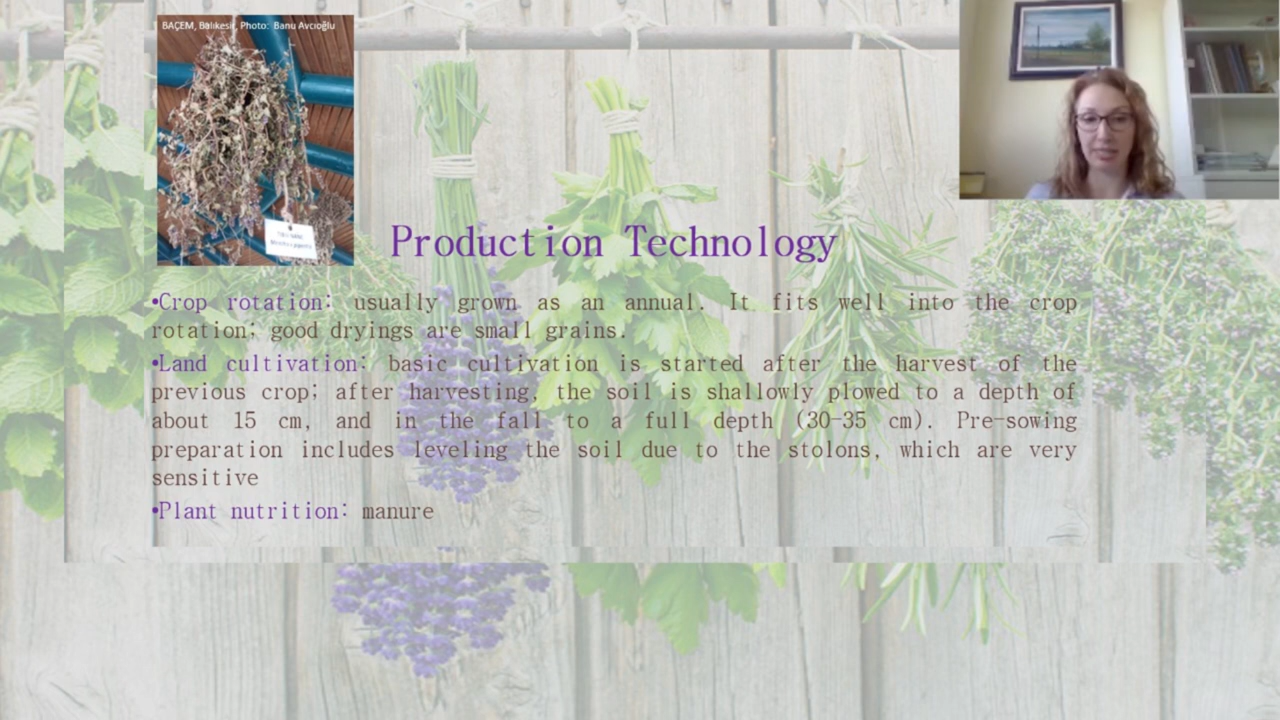 BAÇEM, Balıkesir, Photo: Banu Avcıoğlu
Production Technology
•Crop rotation: usually grown as an annual. It fits well into the crop
rotation; good dryings are small grains.
•Land cultivation: basic cultivation is started after the harvest of the
previous crop; after harvesting, the soil is shallowly plowed to a depth of
about 15 cm, and in the fall to a full depth (30-35 cm). Pre-sowing
preparation includes leveling the soil due to the stolons, which are very
sensitive
•Plant nutrition: manure